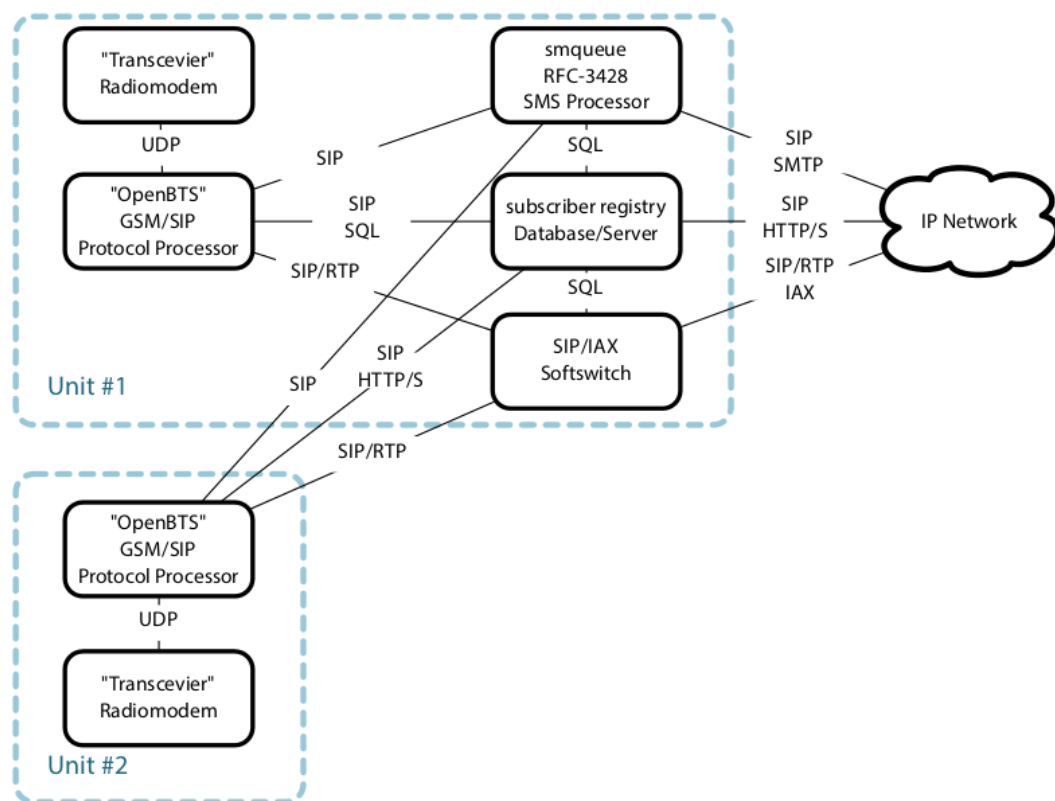 "Transcevier"
Radiomodem
UDP
"OpenBTS"
GSM/SIP
Protocol Processor
SIP
SIP
SQL
SIP/RTP
smqueue
RFC-3428
SMS Processor
SQL
subscriber registry
Database/Server
SQL
SIP/IAX
Softswitch
SIP
SMTP
SIP
HTTP/S
SIP/RTP
IAX
IP Network
Unit #1
SIP
SIP
HTTP/S
SIP/RTP
"OpenBTS"
GSM/SIP
Protocol Processor
UDP
"Transcevier"
Radiomodem
Unit #2